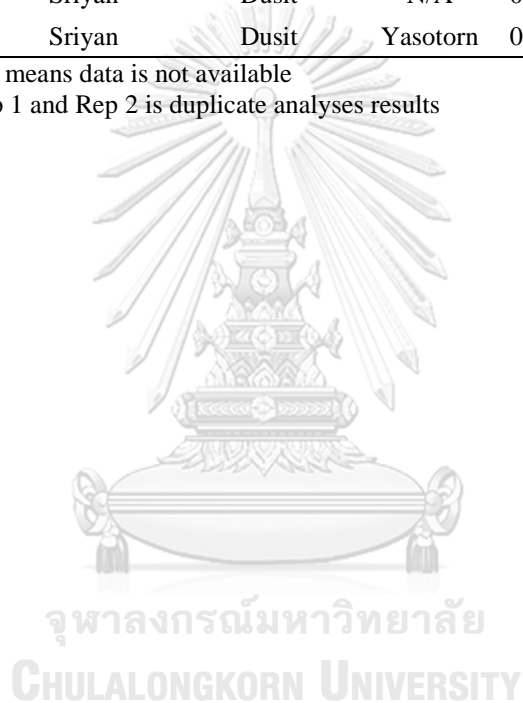 Sriyan Dusit N/A 0
Sriyan Dusit Yasotorn 0
means data is not available
1 and Rep 2 is duplicate analyses results
จุฬาลงกรณ์มหาวิทยาลัย
CHULALONGKORN UNIVERSITY